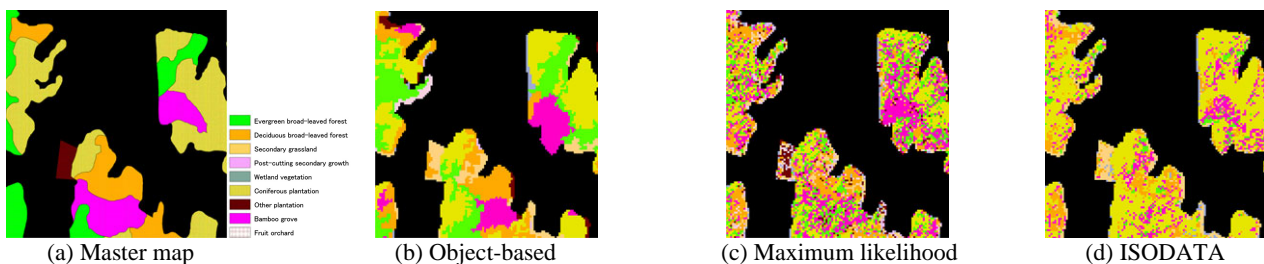 Evergreen broad-leaved forest
Deciduous broad-leaved forest
Secondary grassland
Post-cutting secondary growth
Wetland vegetation
Coniferous plantation
Other plantation
Bamboo grove
Fruit orchard
(a) Master map
(b) Object-based
(c) Maximum likelihood
(d) ISODATA